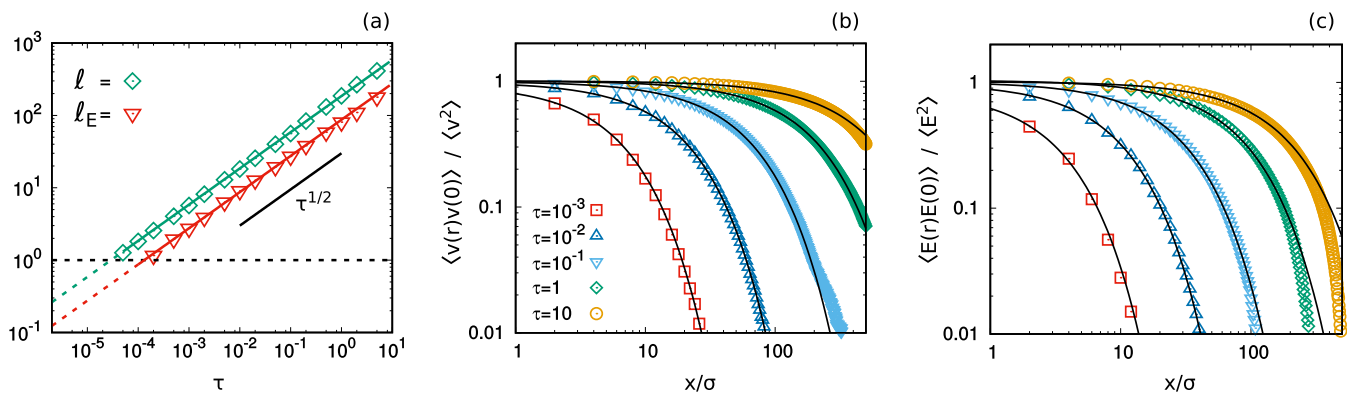 (a)
10³
10²
10¹
10⁰
10⁻¹
ℓ =
ℓ_E=
τ^{1/2}
10⁻⁵ 10⁻⁴ 10⁻³ 10⁻² 10⁻¹ 10⁰ 10¹
τ
(b)
⟨v(r)v(0)⟩ / ⟨v²⟩
1
0.1
0.01
τ=10⁻³
τ=10⁻²
τ=10⁻¹
τ=1
τ=10
1 10 100
x/σ
(c)
⟨E(r)E(0)⟩ / ⟨E²⟩
1
0.1
0.01
1 10 100
x/σ